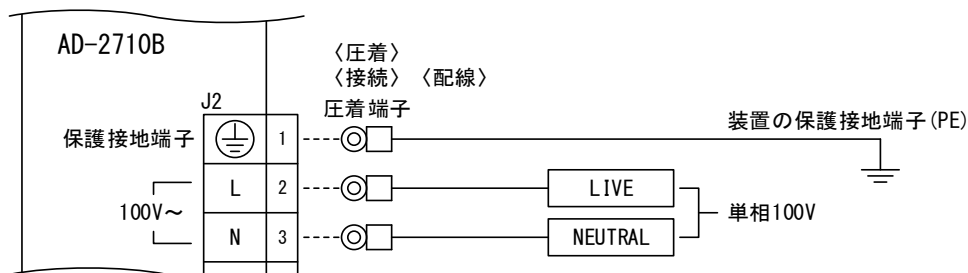 AD-2710B
〈圧着〉
〈接続〉〈配線〉
圧着端子
J2
装置の保護接地端子(PE)
保護接地端子
1
L
2
LIVE
100V～
単相100V
N
3
NEUTRAL